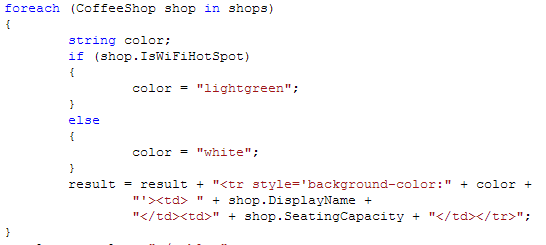 foreach (CoffeeShop shop in shops)
{
string color;
if (shop.IsWiFiHotSpot)
{
color = "lightgreen";
}
else
{
color = "white";
}
result = result + "<tr style='background-color:" + color +
"'><td> " + shop.DisplayName +
"</td><td>" + shop.SeatingCapacity + "</td></tr>";
}